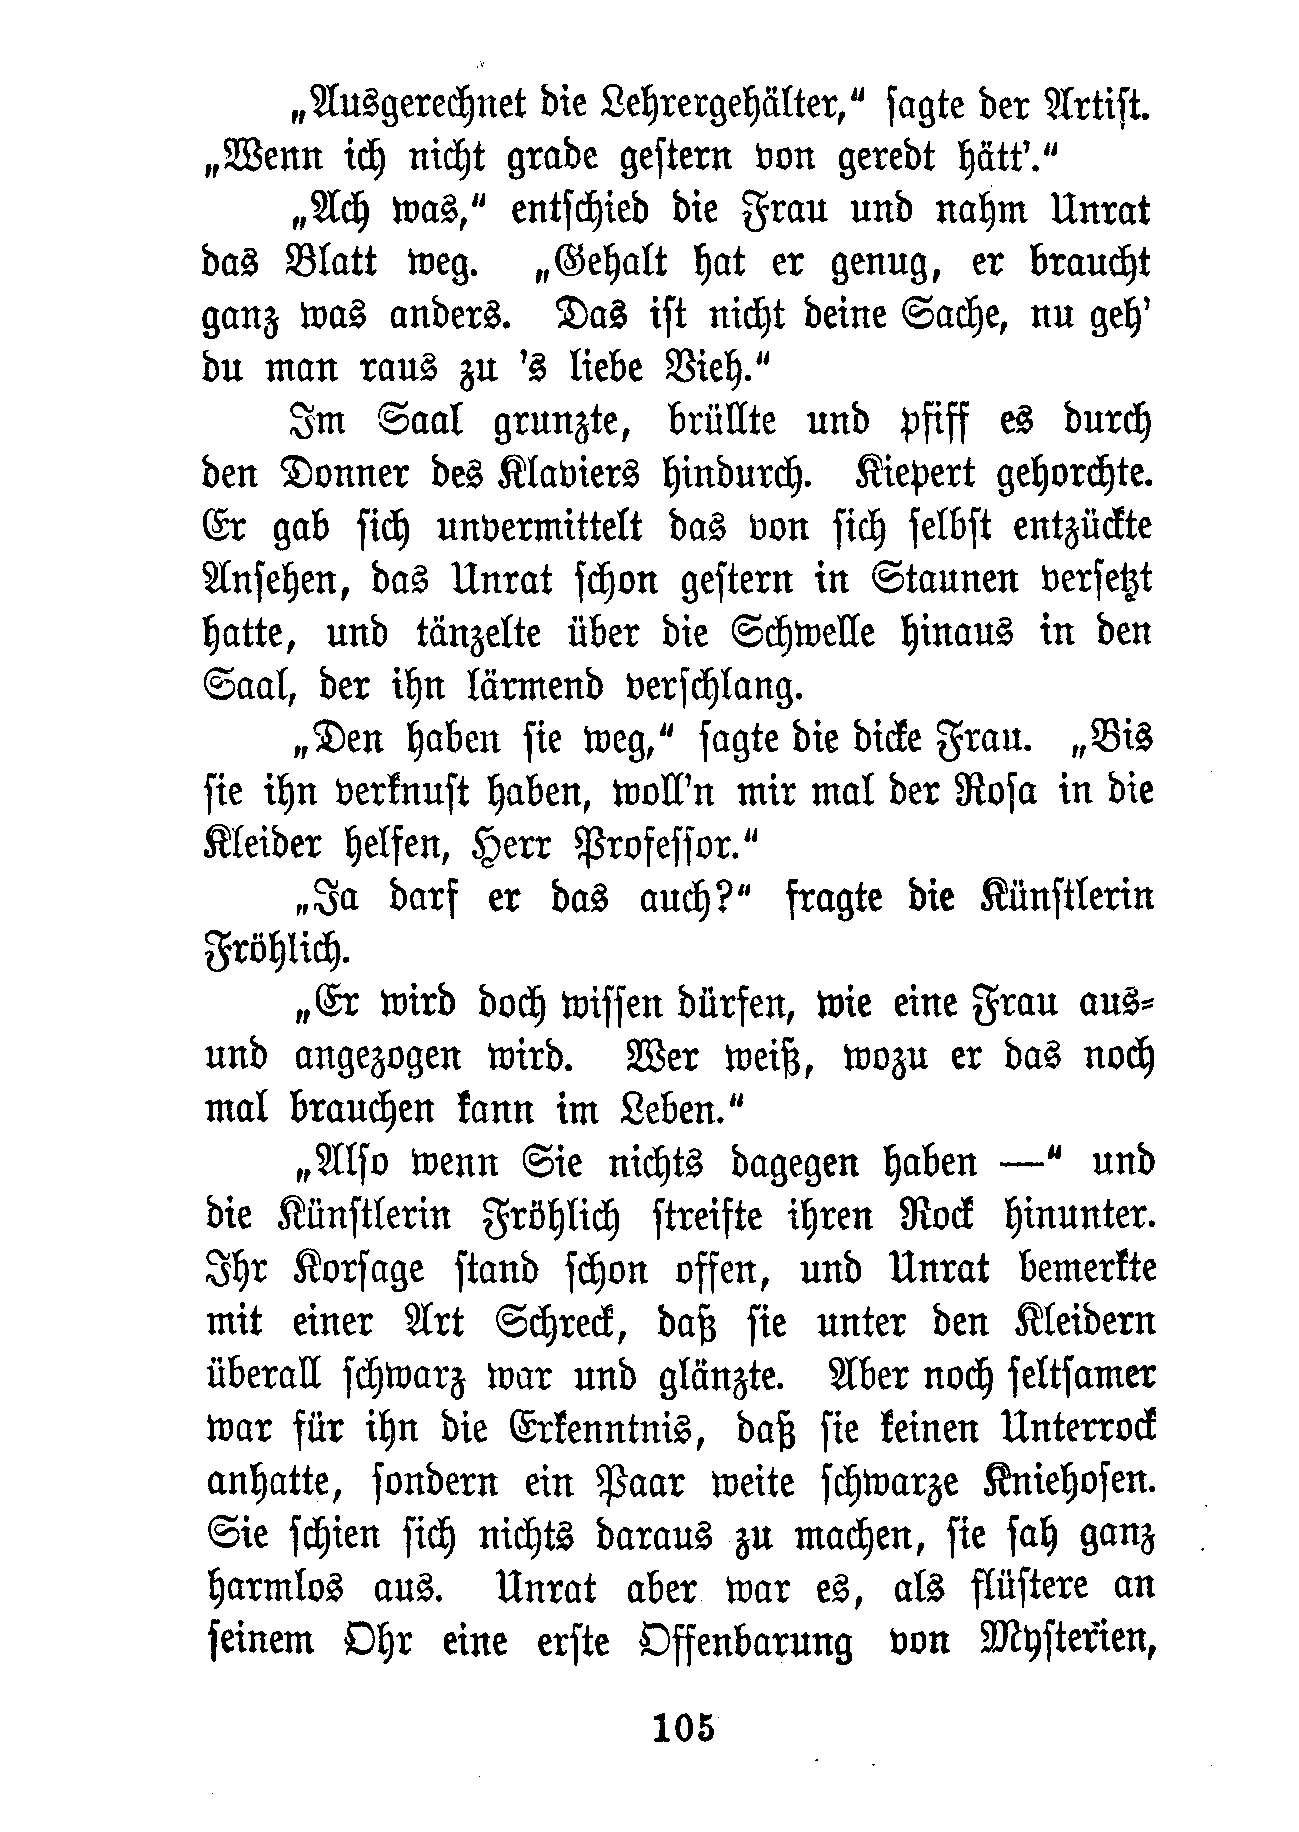 „Ausgerechnet die Lehrergehälter,“ sagte der Artist.
„Wenn ich nicht grade gestern von geredt hätt’.“
„Ach was,“ entschied die Frau und nahm Unrat
das Blatt weg. „Gehalt hat er genug, er braucht
ganz was anders. Das ist nicht deine Sache, nu geh’
du man raus zu ’s liebe Vieh.“
Im Saal grunzte, brüllte und pfiff es durch
den Donner des Klaviers hindurch. Kiepert gehorchte.
Er gab sich unvermittelt das von sich selbst entzückte
Ansehen, das Unrat schon gestern in Staunen versetzt
hatte, und tänzelte über die Schwelle hinaus in den
Saal, der ihn lärmend verschlang.
„Den haben sie weg,“ sagte die dicke Frau. „Bis
sie ihn verknust haben, woll’n mir mal der Rosa in die
Kleider helfen, Herr Professor.“
„Ja darf er das auch?“ fragte die Künstlerin
Fröhlich.
„Er wird doch wissen dürfen, wie eine Frau aus-
und angezogen wird. Wer weiß, wozu er das noch
mal brauchen kann im Leben.“
„Also wenn Sie nichts dagegen haben —“ und
die Künstlerin Fröhlich streifte ihren Rock hinunter.
Ihr Korsage stand schon offen, und Unrat bemerkte
mit einer Art Schreck, daß sie unter den Kleidern
überall schwarz war und glänzte. Aber noch seltsamer
war für ihn die Erkenntnis, daß sie keinen Unterrock
anhatte, sondern ein Paar weite schwarze Kniehosen.
Sie schien sich nichts daraus zu machen, sie sah ganz
harmlos aus. Unrat aber war es, als flüstere an
seinem Ohr eine erste Offenbarung von Mysterien,
105